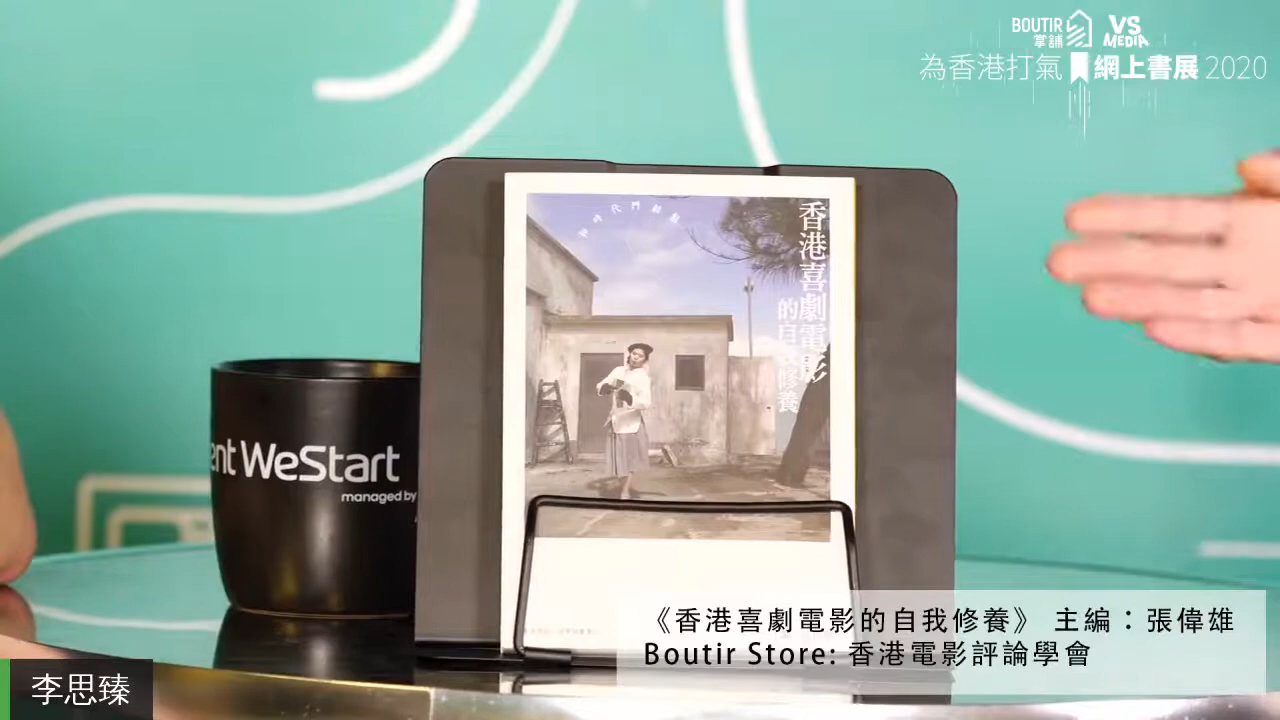 BOUTIR
掌舖
VS
MEDIA
為香港打氣 網上書展 2020
香港喜劇電影
的自我修養
ent WeStart
managed by
《香港喜劇電影的自我修養》 主編：張偉雄
Boutir Store: 香港電影評論學會
李思臻